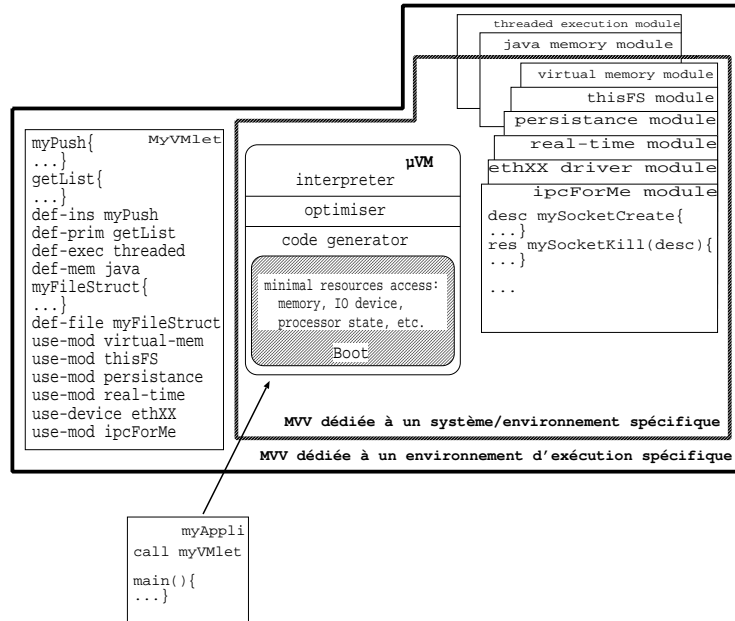 threaded execution module
java memory module
virtual memory module
thisFS module
persistance module
real-time module
ethXX driver module
ipcForMe module
desc mySocketCreate{
...}
res mySocketKill(desc){
...}
...
MyVMlet
myPush{
...}
getList{
...}
def-ins myPush
def-prim getList
def-exec threaded
def-mem java
myFileStruct{
...}
def-file myFileStruct
use-mod virtual-mem
use-mod thisFS
use-mod persistance
use-mod real-time
use-device ethXX
use-mod ipcForMe
µVM
interpreter
optimiser
code generator
minimal resources access:
memory, IO device,
processor state, etc.
Boot
MVV dédiée à un système/environnement spécifique
MVV dédiée à un environnement d'exécution spécifique
myAppli
call myVMlet
main(){
...}